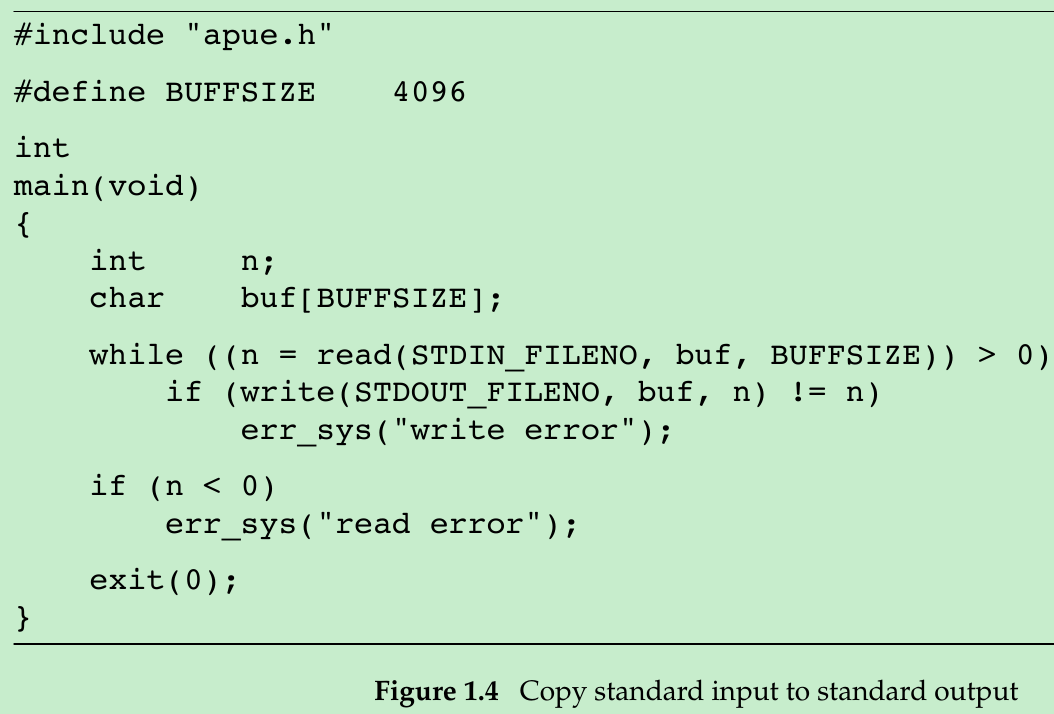 #include "apue.h"
#define BUFFSIZE    4096
int
main(void)
{
    int     n;
    char    buf[BUFFSIZE];
    while ((n = read(STDIN_FILENO, buf, BUFFSIZE)) > 0)
        if (write(STDOUT_FILENO, buf, n) != n)
            err_sys("write error");
    if (n < 0)
        err_sys("read error");
    exit(0);
}
Figure 1.4   Copy standard input to standard output